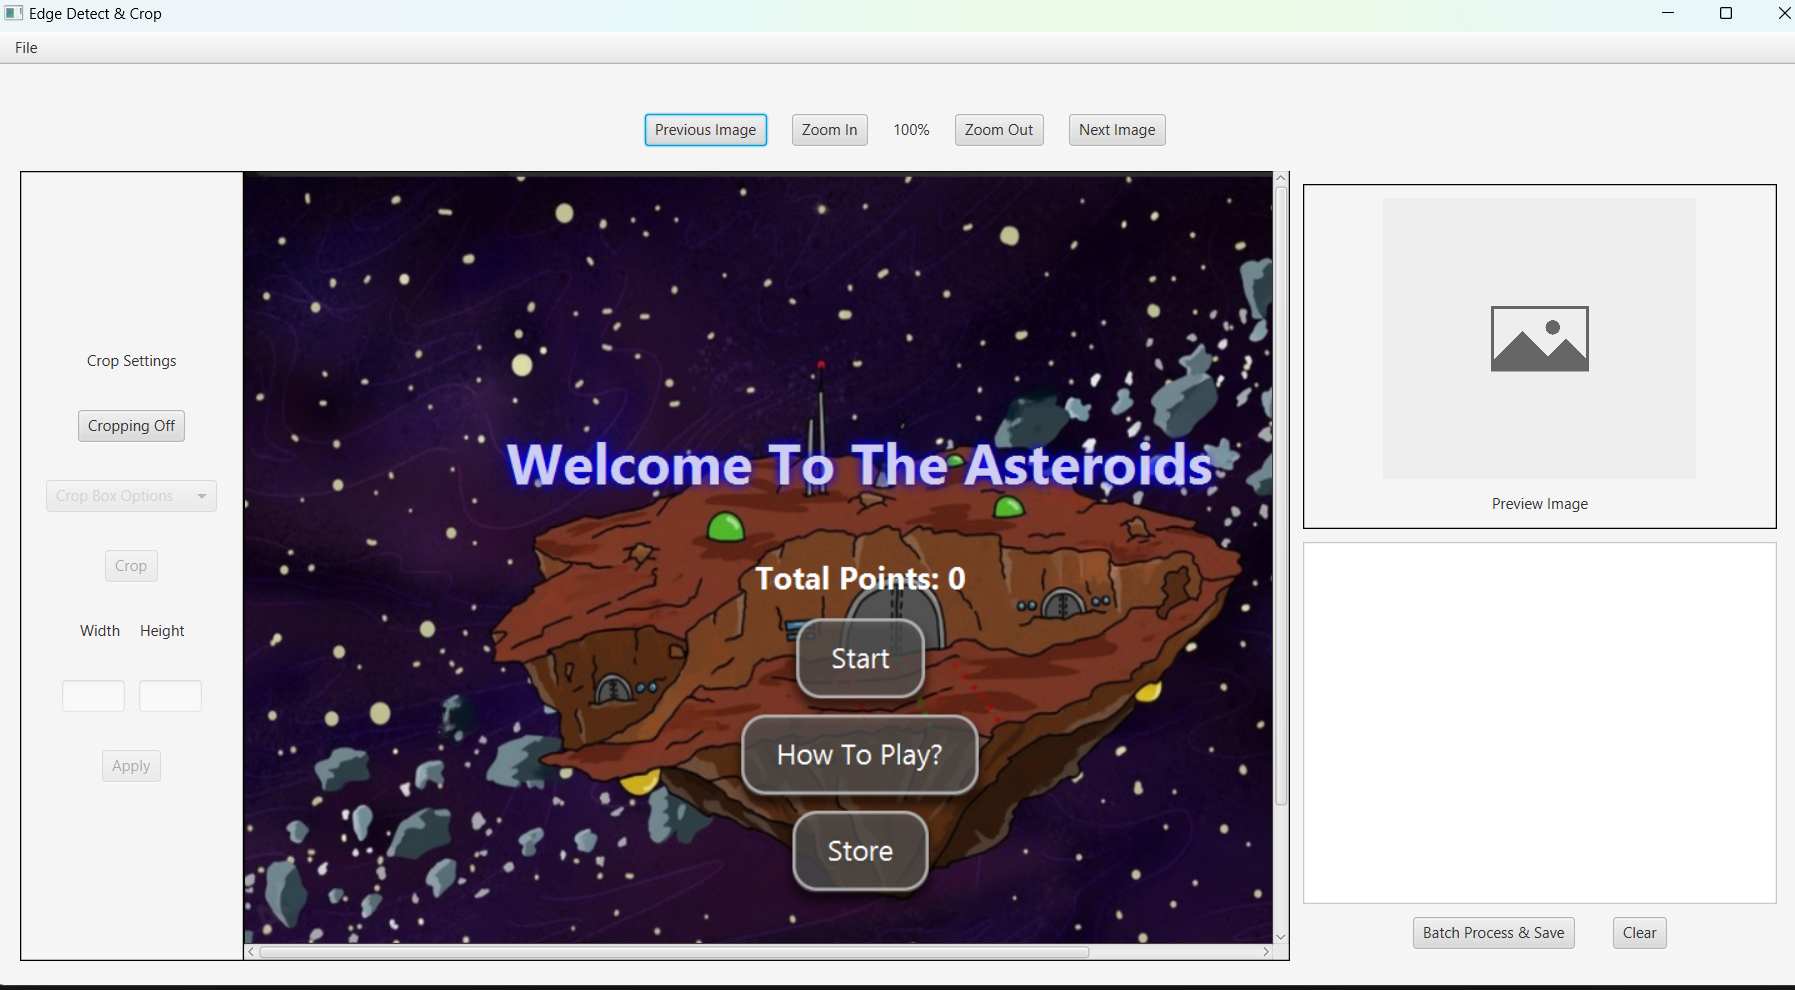 Edge Detect & Crop
File
Previous Image
Zoom In
100%
Zoom Out
Next Image
Crop Settings
Cropping Off
Crop Box Options
Crop
Width Height
Apply
Welcome To The Asteroids
Total Points: 0
Start
How To Play?
Store
Preview Image
Batch Process & Save
Clear